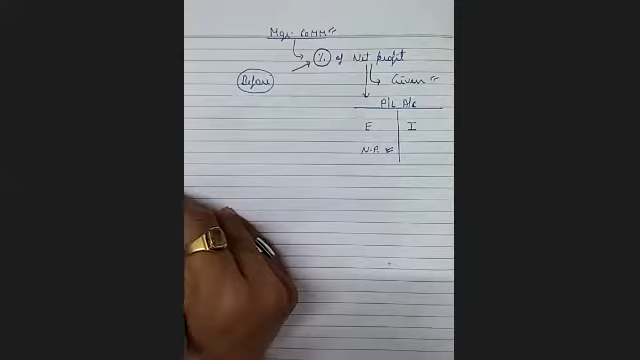 Mgr. Comm
% of Net profit
Before
Given
P/L A/c
E I
N.P.